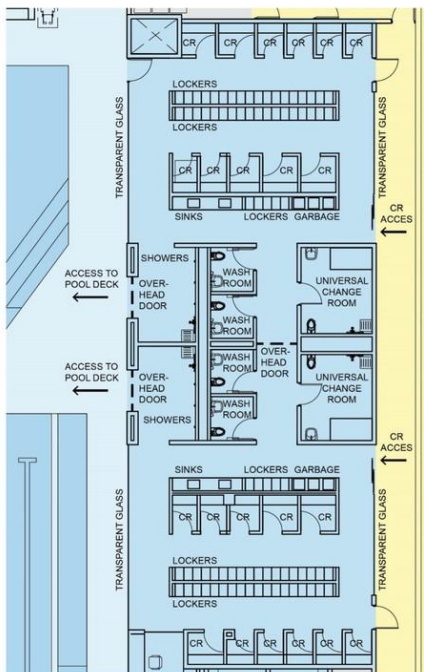 CR CR CR CR CR CR
LOCKERS
LOCKERS
TRANSPARENT GLASS
TRANSPARENT GLASS
CR CR CR CR CR
SINKS LOCKERS GARBAGE
CR
ACCES
SHOWERS
WASH
ROOM
ACCESS TO
POOL DECK
OVER-
HEAD
DOOR
UNIVERSAL
CHANGE
ROOM
WASH
ROOM
OVER-
HEAD
DOOR
WASH
ROOM
ACCESS TO
POOL DECK
OVER-
HEAD
DOOR
UNIVERSAL
CHANGE
ROOM
WASH
ROOM
SHOWERS
CR
ACCES
SINKS LOCKERS GARBAGE
CR CR CR CR CR
TRANSPARENT GLASS
TRANSPARENT GLASS
LOCKERS
LOCKERS
CR CR CR CR CR CR